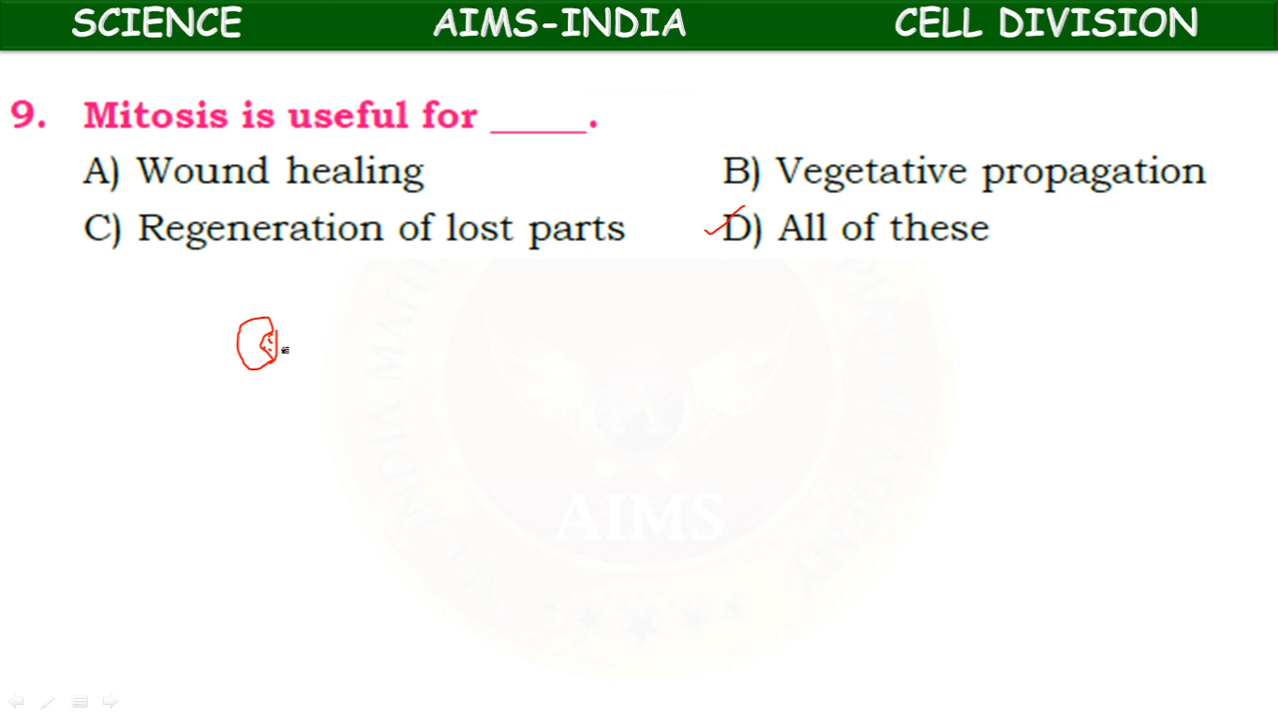 SCIENCE AIMS-INDIA CELL DIVISION
9. Mitosis is useful for _____.
A) Wound healing B) Vegetative propagation
C) Regeneration of lost parts D) All of these
AIMS